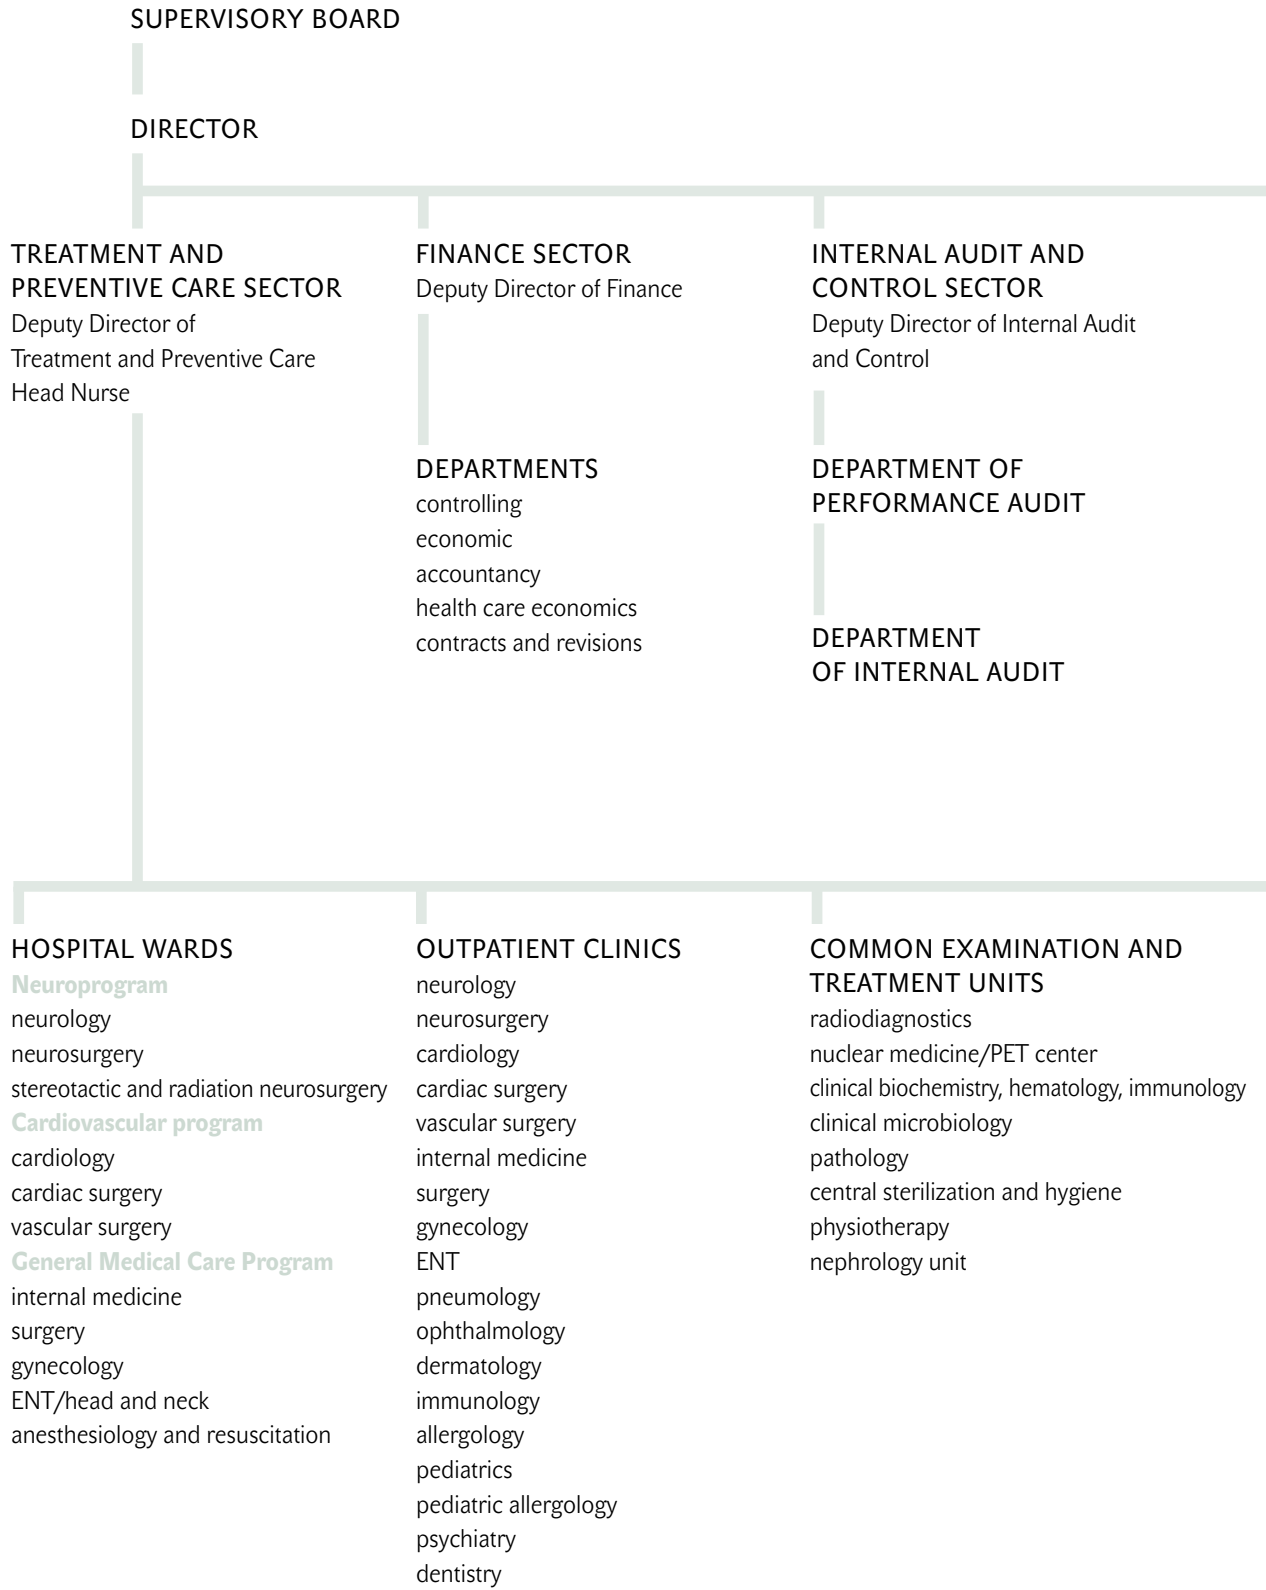 SUPERVISORY BOARD
DIRECTOR
TREATMENT AND
PREVENTIVE CARE SECTOR
Deputy Director of
Treatment and Preventive Care
Head Nurse
FINANCE SECTOR
Deputy Director of Finance
DEPARTMENTS
controlling
economic
accountancy
health care economics
contracts and revisions
INTERNAL AUDIT AND
CONTROL SECTOR
Deputy Director of Internal Audit
and Control
DEPARTMENT OF
PERFORMANCE AUDIT
DEPARTMENT
OF INTERNAL AUDIT
HOSPITAL WARDS
Neuroprogram
neurology
neurosurgery
stereotactic and radiation neurosurgery
Cardiovascular program
cardiology
cardiac surgery
vascular surgery
General Medical Care Program
internal medicine
surgery
gynecology
ENT/head and neck
anesthesiology and resuscitation
OUTPATIENT CLINICS
neurology
neurosurgery
cardiology
cardiac surgery
vascular surgery
internal medicine
surgery
gynecology
ENT
pneumology
ophthalmology
dermatology
immunology
allergology
pediatrics
pediatric allergology
psychiatry
dentistry
COMMON EXAMINATION AND
TREATMENT UNITS
radiodiagnostics
nuclear medicine/PET center
clinical biochemistry, hematology, immunology
clinical microbiology
pathology
central sterilization and hygiene
physiotherapy
nephrology unit